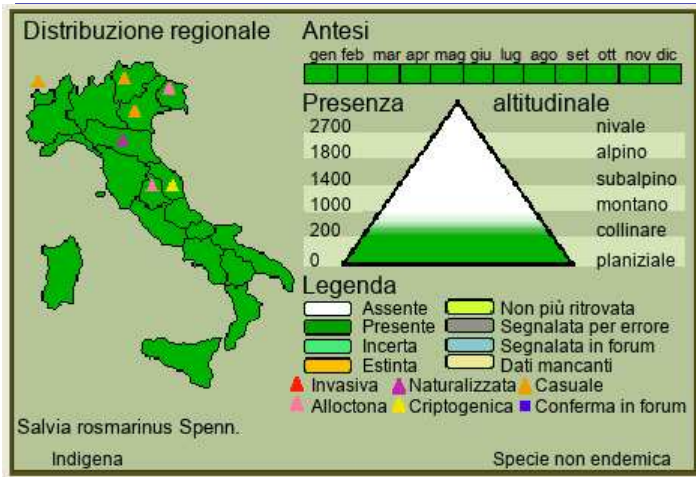 Distribuzione regionale
Antesi
gen feb mar apr mag giu lug ago set ott nov dic
Presenza altitudinale
2700 nivale
1800 alpino
1400 subalpino
1000 montano
200 collinare
0 planiziale
Legenda
Assente Non più ritrovata
Presente Segnalata per errore
Incerta Segnalata in forum
Estinta Dati mancanti
Invasiva Naturalizzata Casuale
Alloctona Criptogenica Conferma in forum
Salvia rosmarinus Spenn.
Indigena Specie non endemica